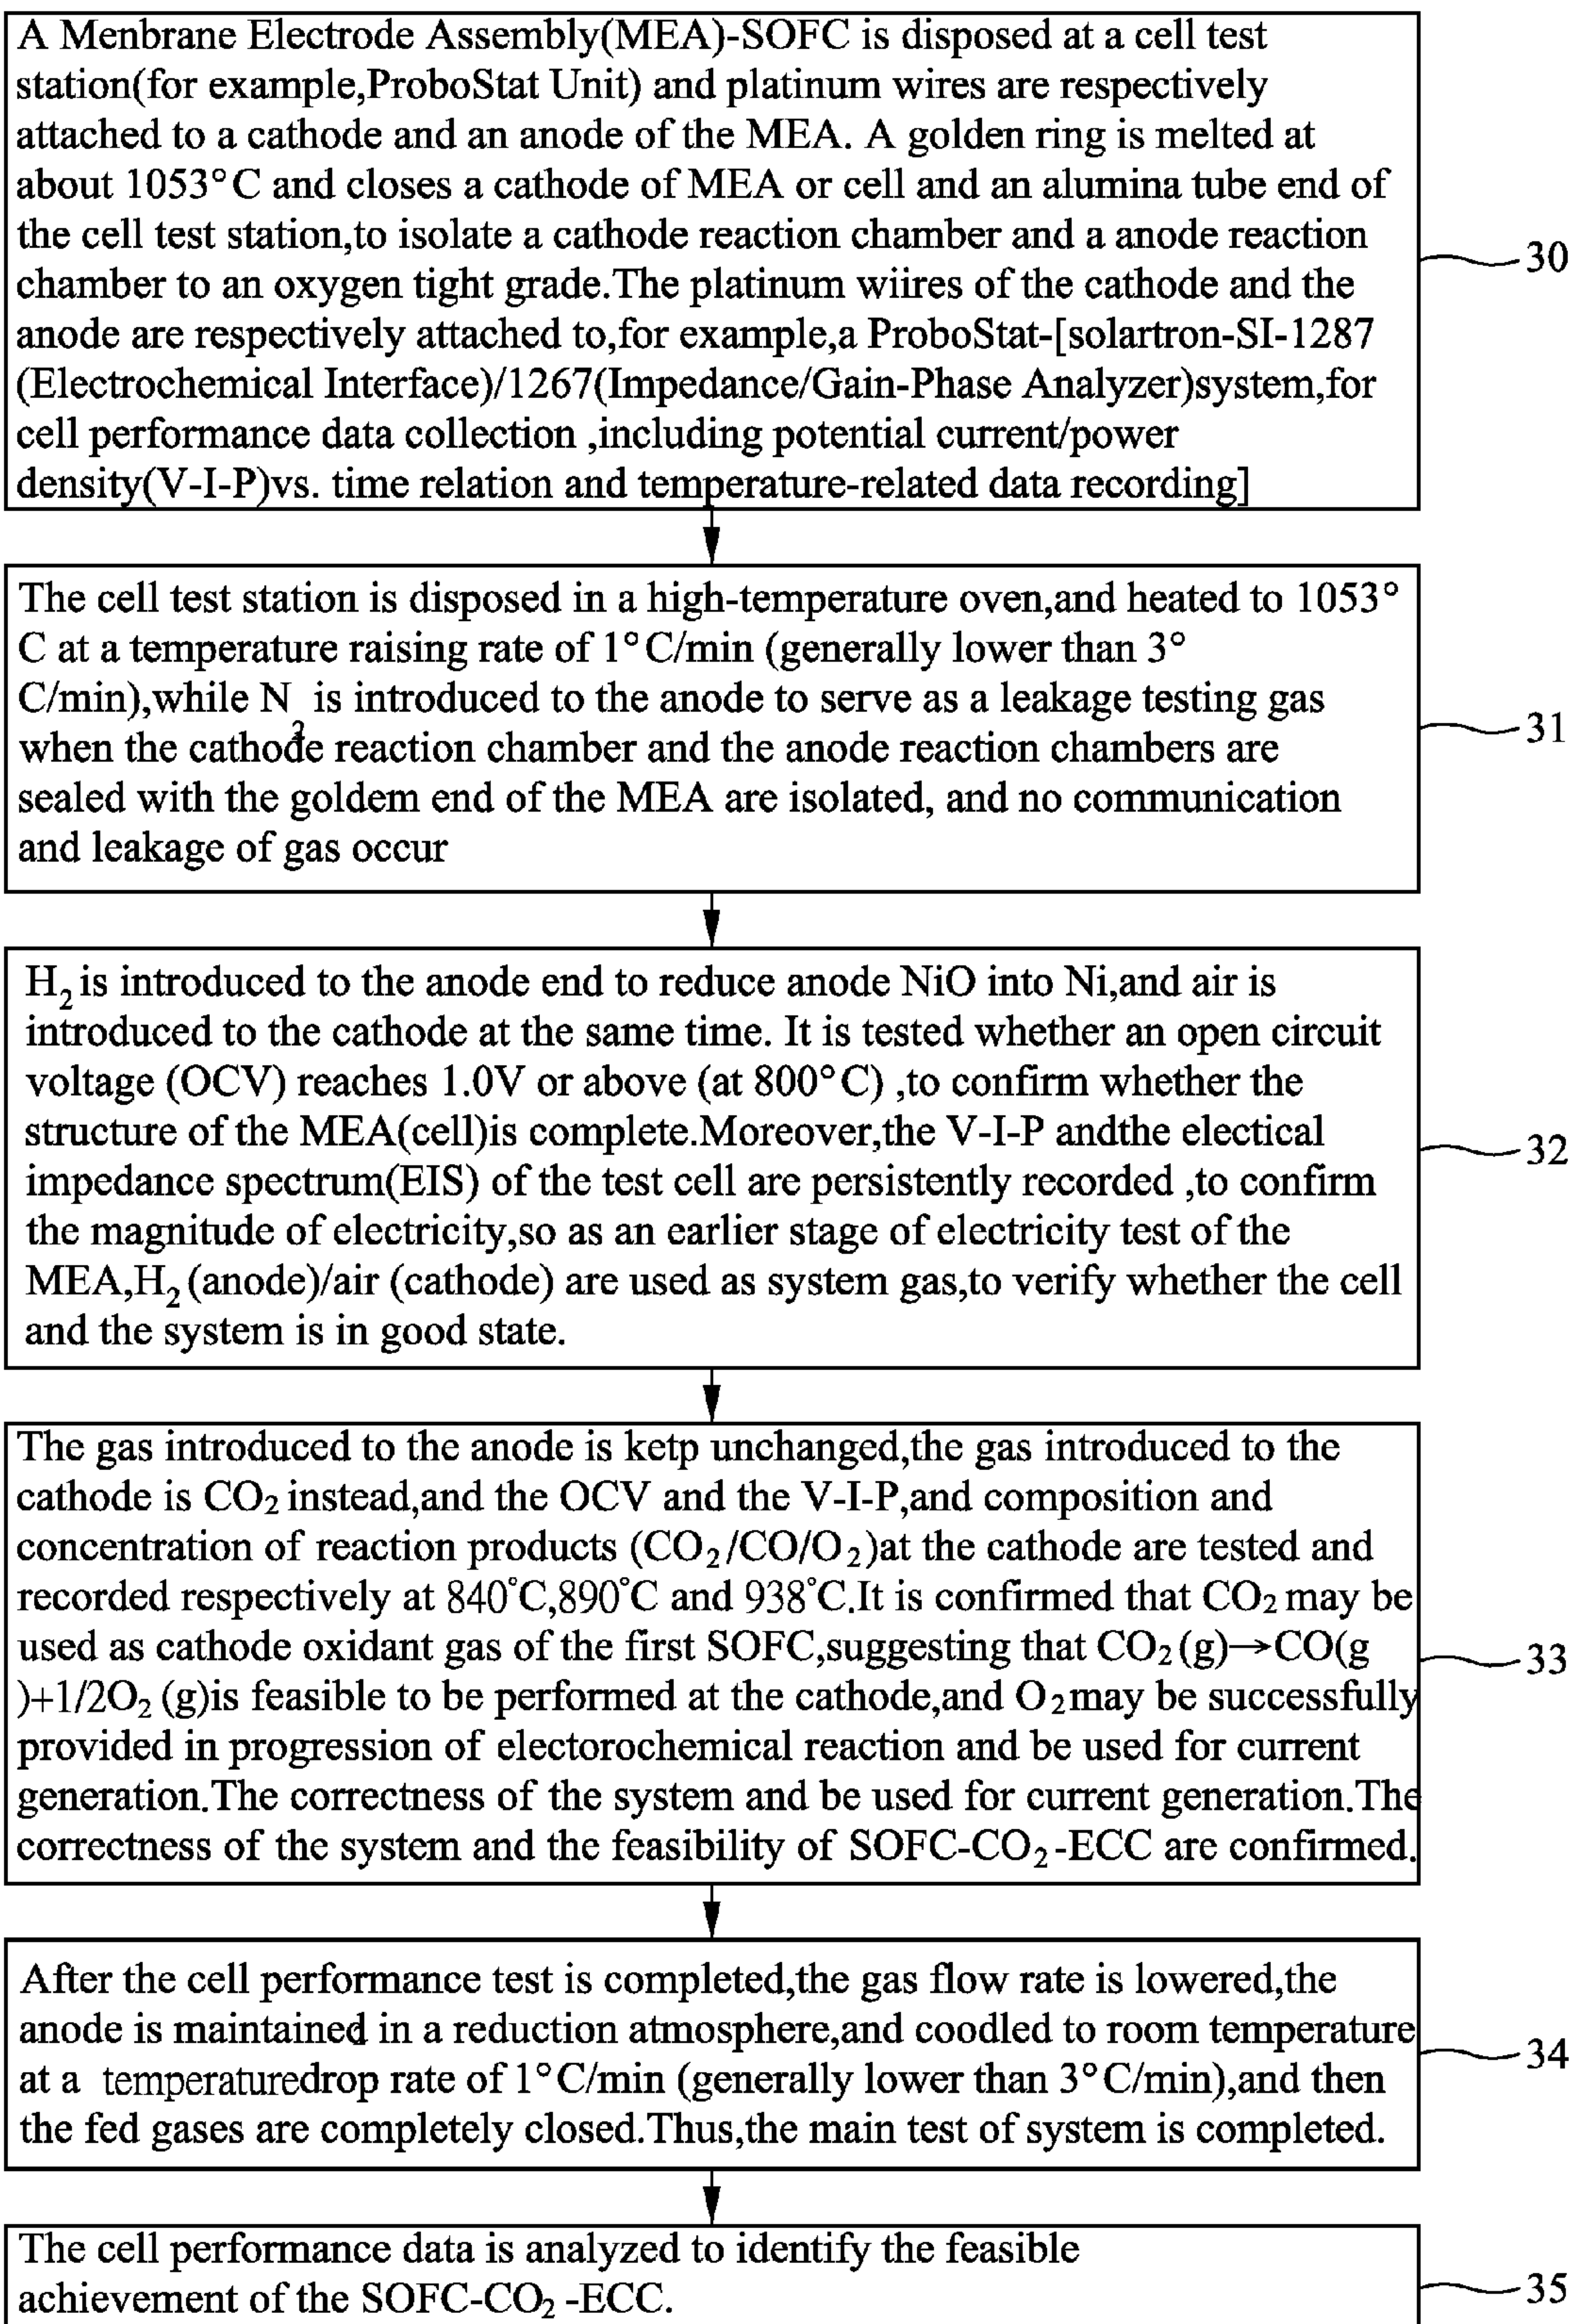 A Menbrane Electrode Assembly(MEA)-SOFC is disposed at a cell test
station(for example,ProboStat Unit) and platinum wires are respectively
attached to a cathode and an anode of the MEA. A golden ring is melted at
about 1053°C and closes a cathode of MEA or cell and an alumina tube end of
the cell test station,to isolate a cathode reaction chamber and a anode reaction
chamber to an oxygen tight grade.The platinum wiires of the cathode and the
anode are respectively attached to,for example,a ProboStat-[solartron-SI-1287
(Electrochemical Interface)/1267(Impedance/Gain-Phase Analyzer)system,for
cell performance data collection ,including potential current/power
density(V-I-P)vs. time relation and temperature-related data recording]
30
The cell test station is disposed in a high-temperature oven,and heated to 1053°
C at a temperature raising rate of 1°C/min (generally lower than 3°
C/min),while N₂ is introduced to the anode to serve as a leakage testing gas
when the cathode reaction chamber and the anode reaction chambers are
sealed with the goldem end of the MEA are isolated, and no communication
and leakage of gas occur
31
H₂ is introduced to the anode end to reduce anode NiO into Ni,and air is
introduced to the cathode at the same time. It is tested whether an open circuit
voltage (OCV) reaches 1.0V or above (at 800°C) ,to confirm whether the
structure of the MEA(cell)is complete.Moreover,the V-I-P andthe electical
impedance spectrum(EIS) of the test cell are persistently recorded ,to confirm
the magnitude of electricity,so as an earlier stage of electricity test of the
MEA,H₂ (anode)/air (cathode) are used as system gas,to verify whether the cell
and the system is in good state.
32
The gas introduced to the anode is ketp unchanged,the gas introduced to the
cathode is CO₂ instead,and the OCV and the V-I-P,and composition and
concentration of reaction products (CO₂/CO/O₂)at the cathode are tested and
recorded respectively at 840°C,890°C and 938°C.It is confirmed that CO₂ may be
used as cathode oxidant gas of the first SOFC,suggesting that CO₂ (g)→CO(g
)+1/2O₂ (g)is feasible to be performed at the cathode,and O₂ may be successfully
provided in progression of electorochemical reaction and be used for current
generation.The correctness of the system and be used for current generation.The
correctness of the system and the feasibility of SOFC-CO₂-ECC are confirmed.
33
After the cell performance test is completed,the gas flow rate is lowered,the
anode is maintained in a reduction atmosphere,and coodled to room temperature
at a temperaturedrop rate of 1°C/min (generally lower than 3°C/min),and then
the fed gases are completely closed.Thus,the main test of system is completed.
34
The cell performance data is analyzed to identify the feasible
achievement of the SOFC-CO₂ -ECC.
35